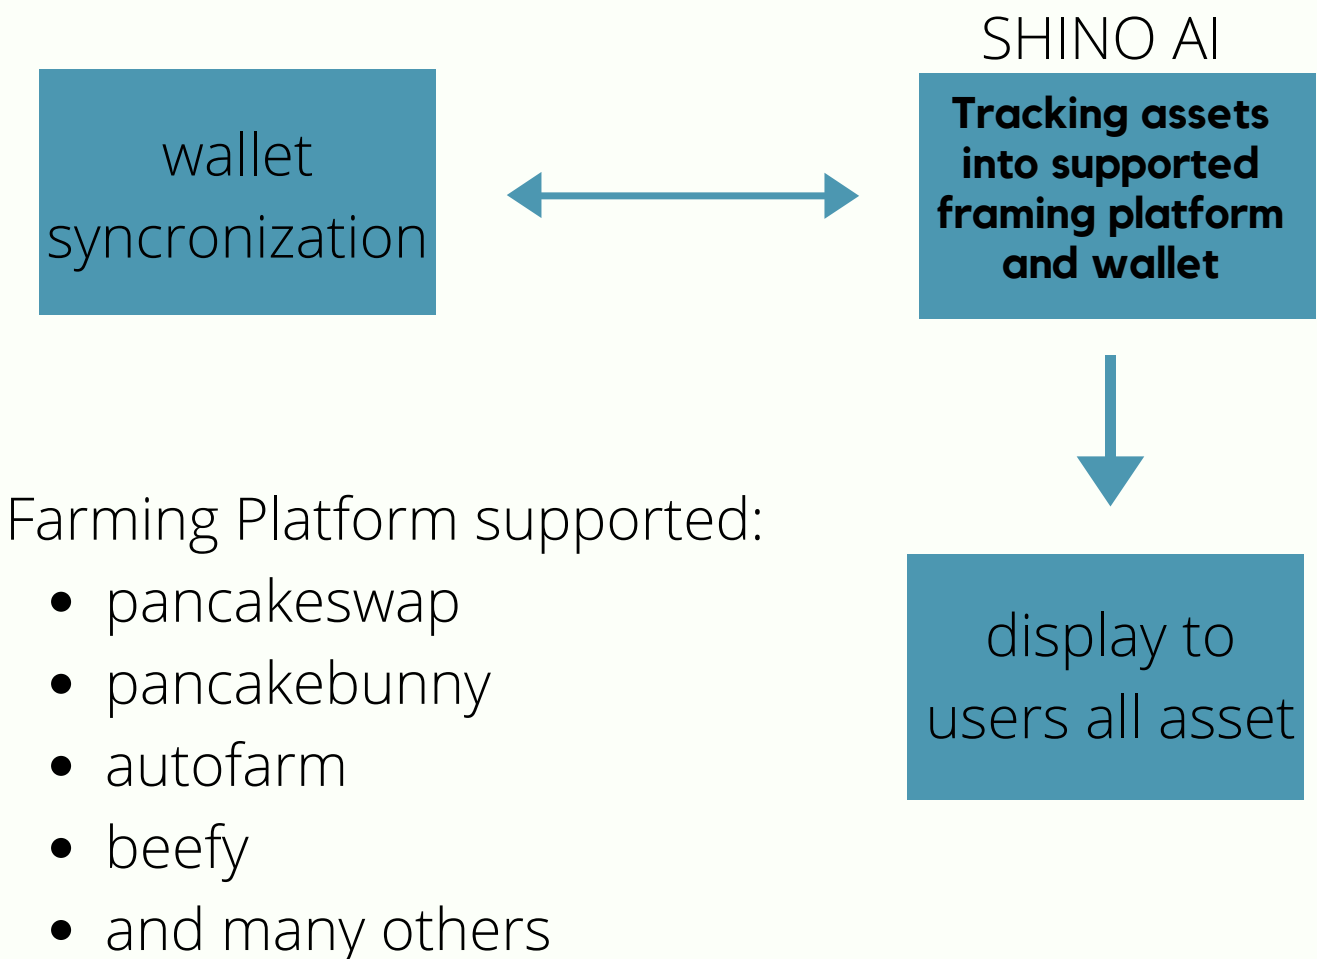 SHINO AI
wallet
syncronization
Tracking assets
into supported
framing platform
and wallet
Farming Platform supported:
• pancakeswap
• pancakebunny
• autofarm
• beefy
• and many others
display to
users all asset